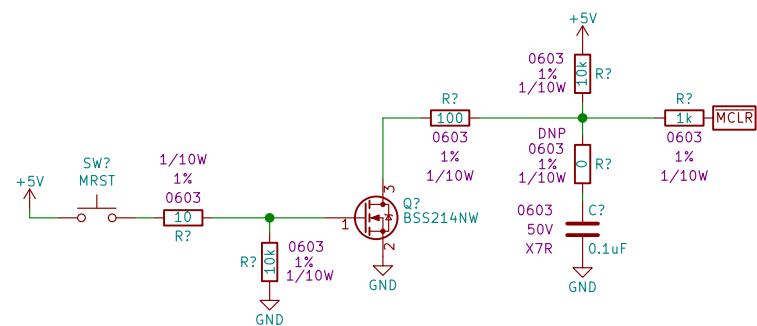 +5V
0603
1%
1/10W
10k
R?
R?
100
0603
1%
1/10W
R?
1k
MCLR
0603
1%
1/10W
DNP
0603
1%
1/10W
0
R?
0603
50V
X7R
C?
0.1uF
GND
+5V
SW?
MRST
1/10W
1%
0603
10
R?
R?
10k
0603
1%
1/10W
GND
1
3
2
Q?
BSS214NW
GND